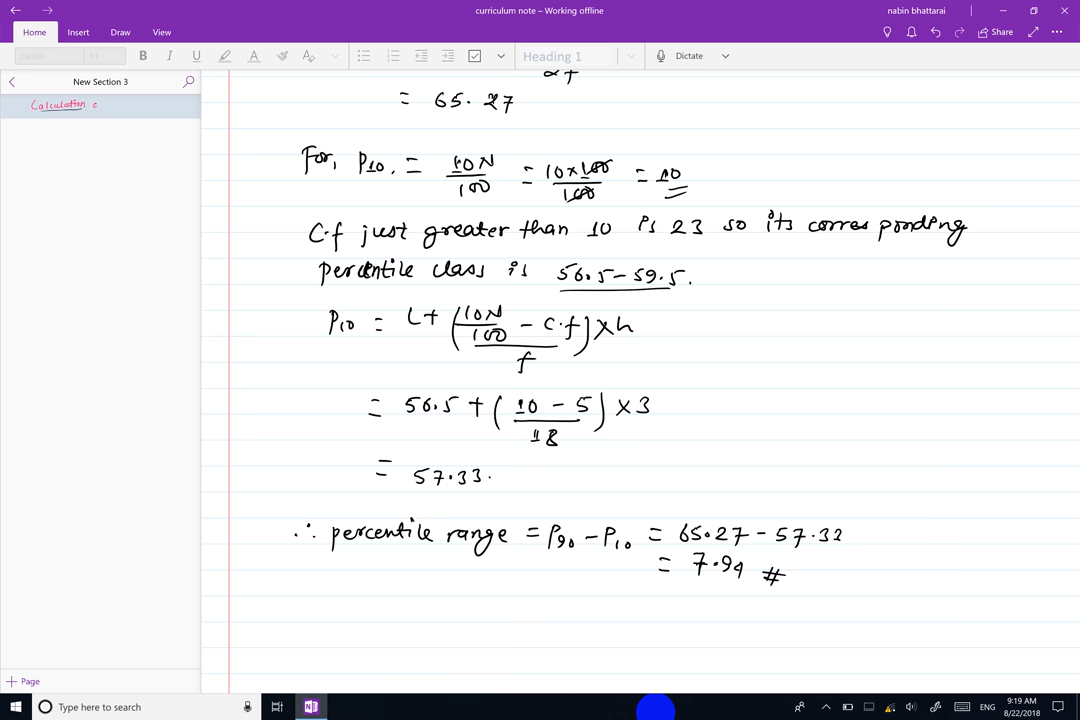 curriculum note – Working offline
nabin bhattarai
Home Insert Draw View
Share
Calibri 11 B I U A Heading 1 Dictate
New Section 3
Calculation
= 65.27
For, P10, = 10N/100 = 10×100/100 = 10
C.f just greater than 10 is 23 so its corresponding
percentile class is 56.5–59.5.
P10 = L+ (10N/100 – C.f / f) × h
= 56.5 + (10 – 5 / 18) × 3
= 57.33.
∴ percentile range = P90 – P10 = 65.27 – 57.33
= 7.94 #
+ Page
Type here to search
ENG
9:19 AM
8/22/2018